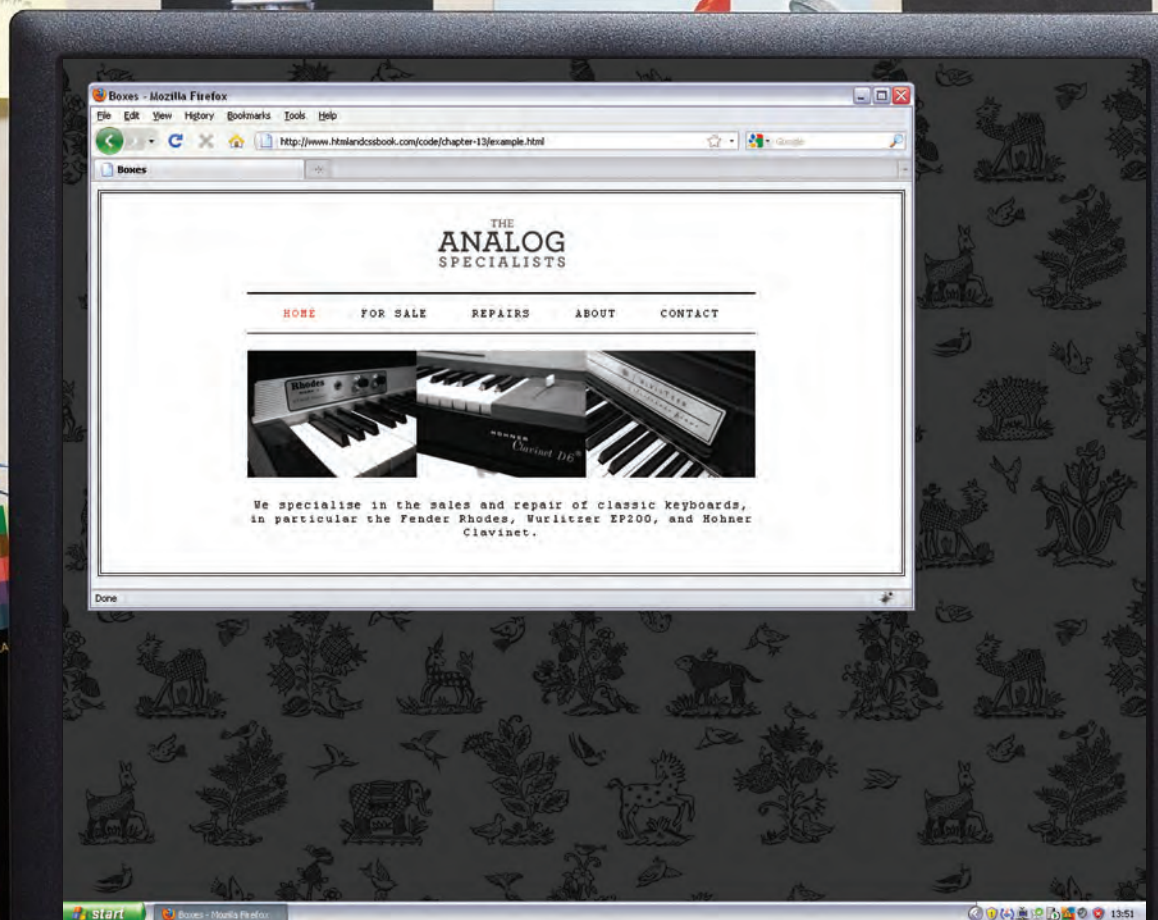 Boxes - Mozilla Firefox
File Edit View History Bookmarks Tools Help
http://www.htmlandcssbook.com/code/chapter-13/example.html
Google
Boxes
THE
ANALOG
SPECIALISTS
HOME FOR SALE REPAIRS ABOUT CONTACT
Rhodes
HOHNER
Clavinet D6
WURLITZER
We specialise in the sales and repair of classic keyboards,
in particular the Fender Rhodes, Wurlitzer EP200, and Hohner
Clavinet.
Done
start
Boxes - Mozilla Firefox
13:51